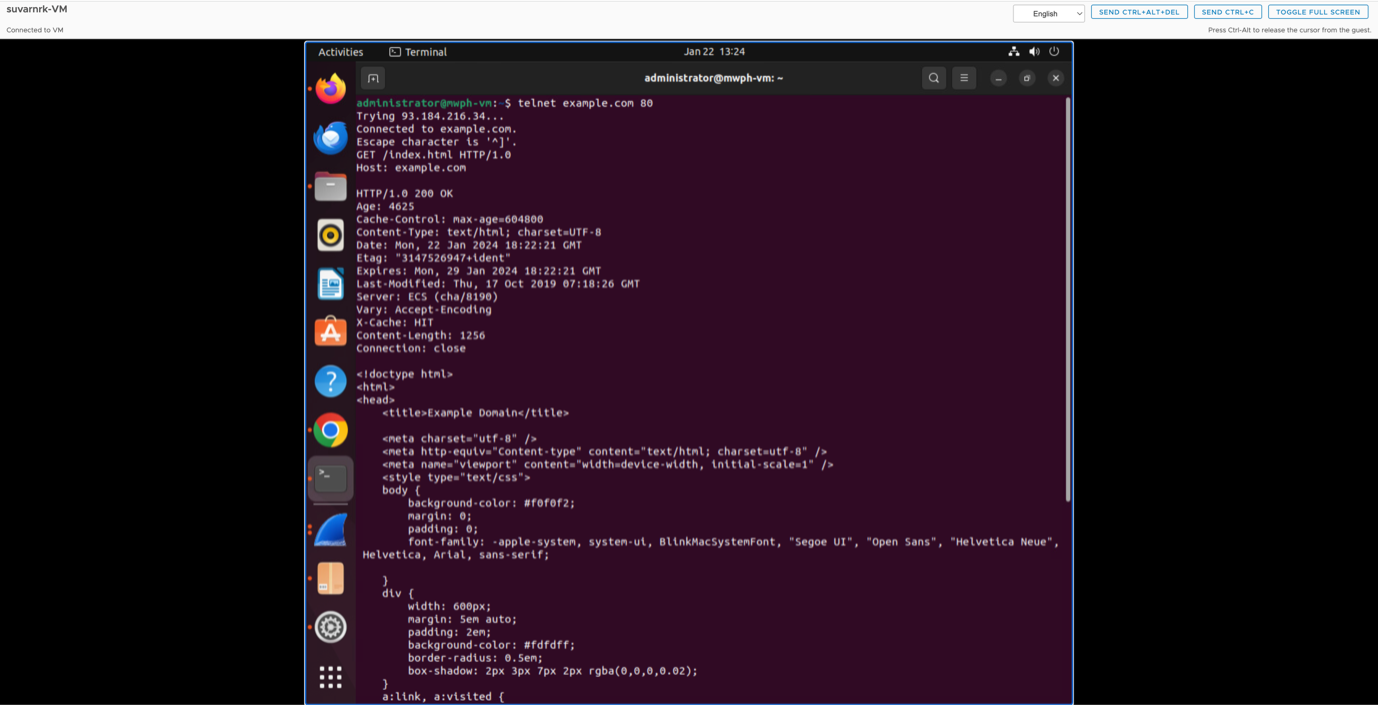 suvarnrk-VM
English
SEND CTRL+ALT+DEL
SEND CTRL+C
TOGGLE FULL SCREEN
Connected to VM
Press Ctrl-Alt to release the cursor from the guest.
Activities
Terminal
Jan 22 13:24
administrator@mwph-vm: ~
administrator@mwph-vm:~$ telnet example.com 80
Trying 93.184.216.34...
Connected to example.com.
Escape character is '^]'.
GET /index.html HTTP/1.0
Host: example.com
HTTP/1.0 200 OK
Age: 4625
Cache-Control: max-age=604800
Content-Type: text/html; charset=UTF-8
Date: Mon, 22 Jan 2024 18:22:21 GMT
Etag: "3147526947+ident"
Expires: Mon, 29 Jan 2024 18:22:21 GMT
Last-Modified: Thu, 17 Oct 2019 07:18:26 GMT
Server: ECS (cha/8190)
Vary: Accept-Encoding
X-Cache: HIT
Content-Length: 1256
Connection: close
<!doctype html>
<html>
<head>
    <title>Example Domain</title>
    <meta charset="utf-8" />
    <meta http-equiv="Content-type" content="text/html; charset=utf-8" />
    <meta name="viewport" content="width=device-width, initial-scale=1" />
    <style type="text/css">
    body {
        background-color: #f0f0f2;
        margin: 0;
        padding: 0;
        font-family: -apple-system, system-ui, BlinkMacSystemFont, "Segoe UI", "Open Sans", "Helvetica Neue",
 Helvetica, Arial, sans-serif;
    }
    div {
        width: 600px;
        margin: 5em auto;
        padding: 2em;
        background-color: #fdfdff;
        border-radius: 0.5em;
        box-shadow: 2px 3px 7px 2px rgba(0,0,0,0.02);
    }
    a:link, a:visited {